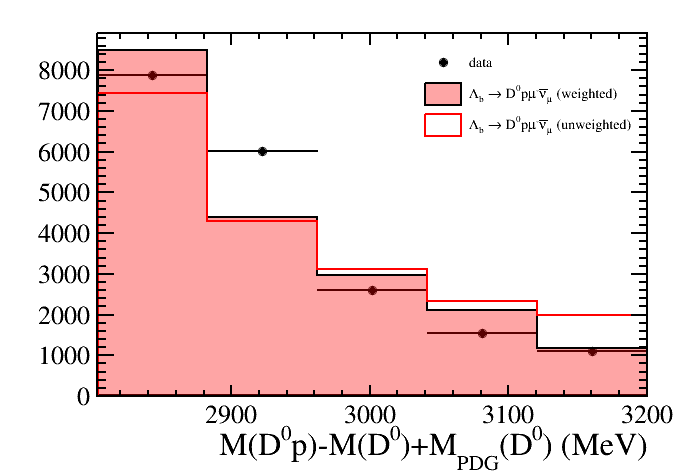 data
Λb → D0pμ ν̄μ (weighted)
Λb → D0pμ ν̄μ (unweighted)
8000
7000
6000
5000
4000
3000
2000
1000
0
2900 3000 3100 3200
M(D0p)-M(D0)+MPDG(D0) (MeV)